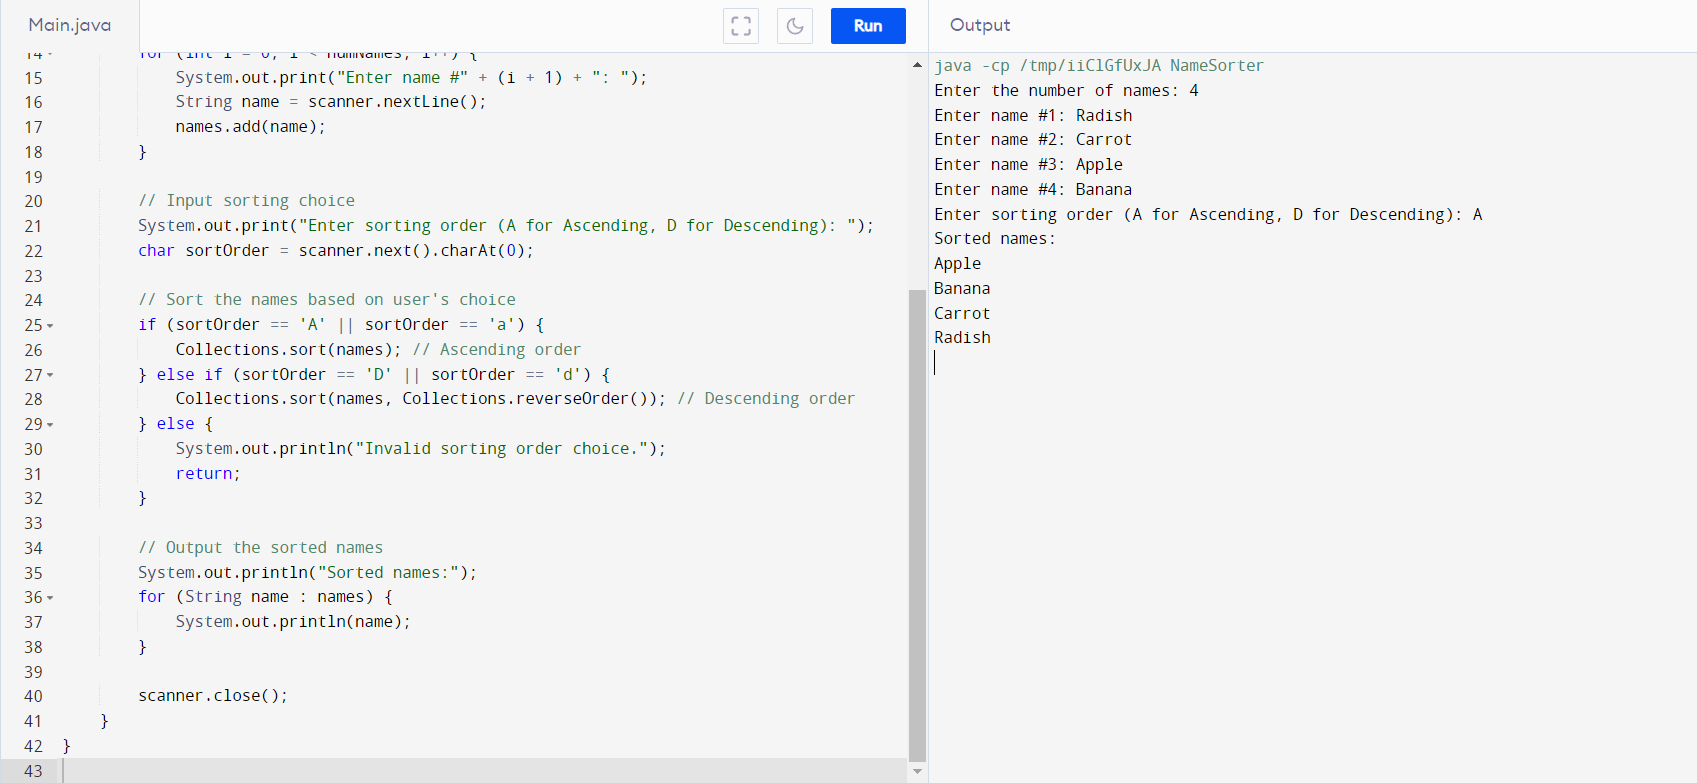 Main.java
Run
Output
14 for (int i = 0; i < numNames; i++) {
15 System.out.print("Enter name #" + (i + 1) + ": ");
16 String name = scanner.nextLine();
17 names.add(name);
18 }
19
20 // Input sorting choice
21 System.out.print("Enter sorting order (A for Ascending, D for Descending): ");
22 char sortOrder = scanner.next().charAt(0);
23
24 // Sort the names based on user's choice
25 if (sortOrder == 'A' || sortOrder == 'a') {
26 Collections.sort(names); // Ascending order
27 } else if (sortOrder == 'D' || sortOrder == 'd') {
28 Collections.sort(names, Collections.reverseOrder()); // Descending order
29 } else {
30 System.out.println("Invalid sorting order choice.");
31 return;
32 }
33
34 // Output the sorted names
35 System.out.println("Sorted names:");
36 for (String name : names) {
37 System.out.println(name);
38 }
39
40 scanner.close();
41 }
42 }
43
java -cp /tmp/iiClGfUxJA NameSorter
Enter the number of names: 4
Enter name #1: Radish
Enter name #2: Carrot
Enter name #3: Apple
Enter name #4: Banana
Enter sorting order (A for Ascending, D for Descending): A
Sorted names:
Apple
Banana
Carrot
Radish